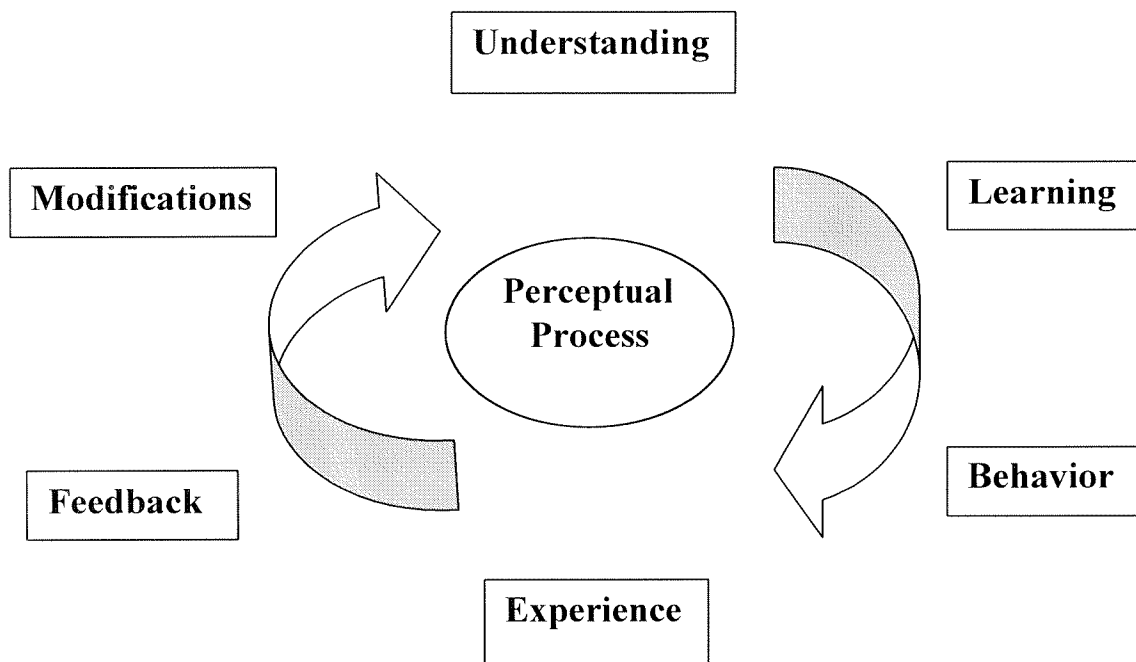 Understanding
Modifications
Learning
Perceptual
Process
Feedback
Behavior
Experience